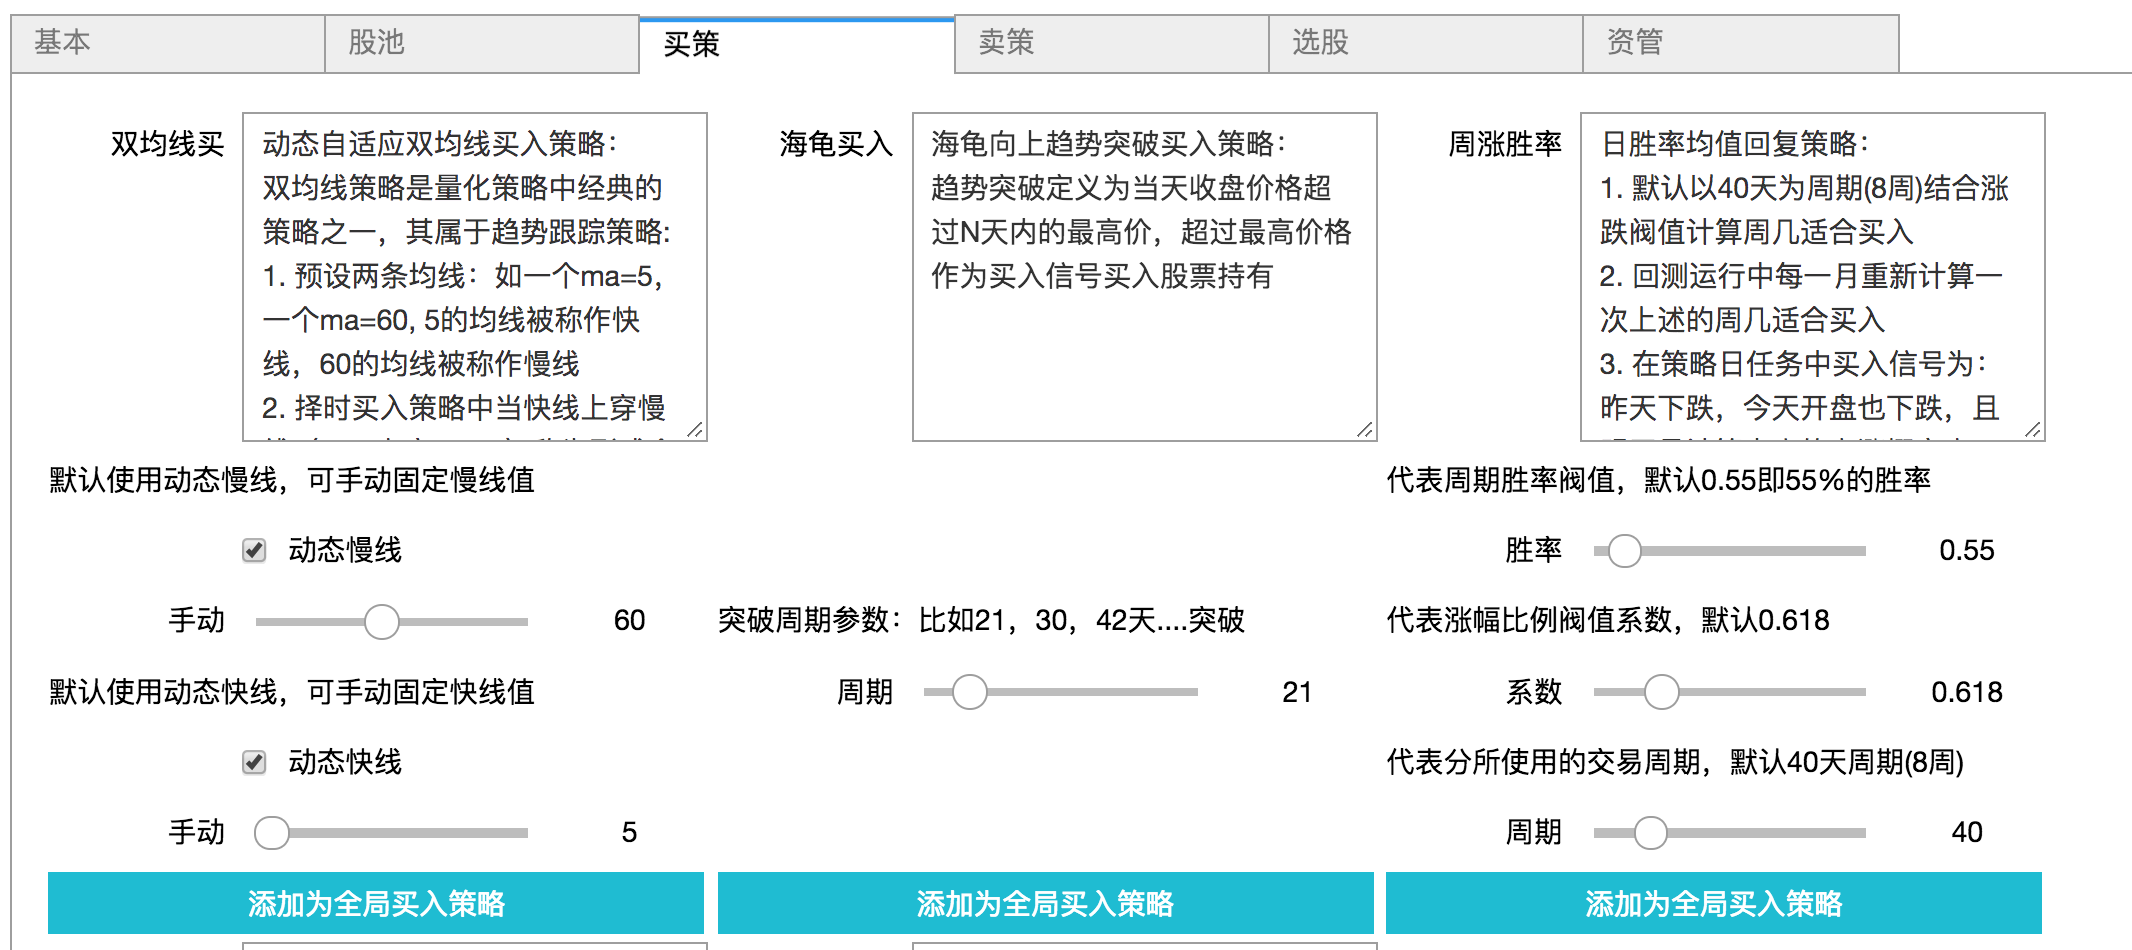 基本
股池
买策
卖策
选股
资管
双均线买
动态自适应双均线买入策略：
双均线策略是量化策略中经典的
策略之一，其属于趋势跟踪策略:
1. 预设两条均线：如一个ma=5，
一个ma=60, 5的均线被称作快
线，60的均线被称作慢线
2. 择时买入策略中当快线上穿慢
默认使用动态慢线，可手动固定慢线值
动态慢线
手动
60
默认使用动态快线，可手动固定快线值
动态快线
手动
5
添加为全局买入策略
海龟买入
海龟向上趋势突破买入策略：
趋势突破定义为当天收盘价格超
过N天内的最高价，超过最高价格
作为买入信号买入股票持有
突破周期参数：比如21，30，42天....突破
周期
21
添加为全局买入策略
周涨胜率
日胜率均值回复策略：
1. 默认以40天为周期(8周)结合涨
跌阀值计算周几适合买入
2. 回测运行中每一月重新计算一
次上述的周几适合买入
3. 在策略日任务中买入信号为：
昨天下跌，今天开盘也下跌，且
代表周期胜率阀值，默认0.55即55%的胜率
胜率
0.55
代表涨幅比例阀值系数，默认0.618
系数
0.618
代表分所使用的交易周期，默认40天周期(8周)
周期
40
添加为全局买入策略